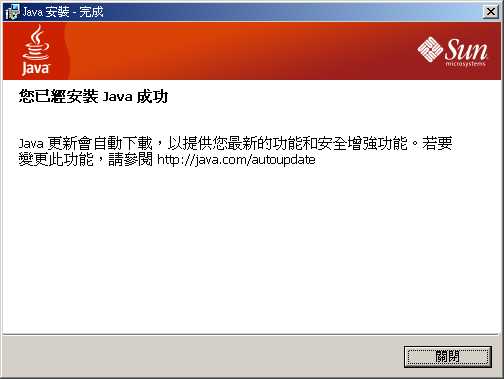 Java 安裝 - 完成
Java
Sun
microsystems
您已經安裝 Java 成功
Java 更新會自動下載，以提供您最新的功能和安全增強功能。若要
變更此功能，請參閱 http://java.com/autoupdate
關閉